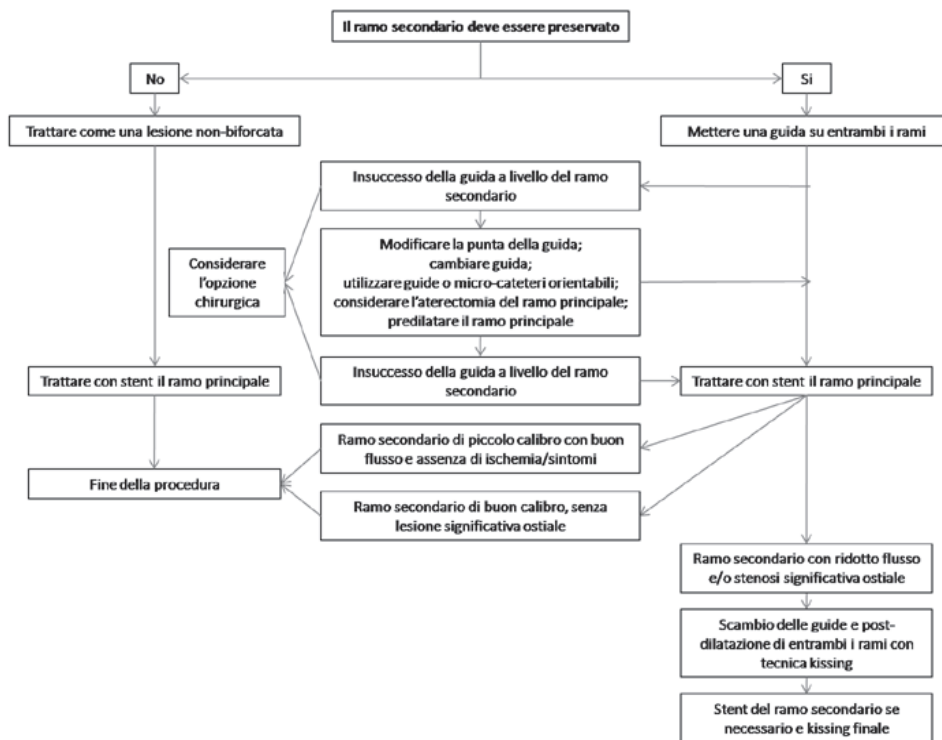 Il ramo secondario deve essere preservato
No
Si
Trattare come una lesione non-biforcata
Mettere una guida su entrambi i rami
Insuccesso della guida a livello del ramo
secondario
Considerare
l'opzione
chirurgica
Modificare la punta della guida;
cambiare guida;
utilizzare guide o micro-cateteri orientabili;
considerare l'aterectomia del ramo principale;
predilatare il ramo principale
Trattare con stent il ramo principale
Insuccesso della guida a livello del ramo
secondario
Trattare con stent il ramo principale
Ramo secondario di piccolo calibro con buon
flusso e assenza di ischemia/sintomi
Fine della procedura
Ramo secondario di buon calibro, senza
lesione significativa ostiale
Ramo secondario con ridotto flusso
e/o stenosi significativa ostiale
Scambio delle guide e post-
dilatazione di entrambi i rami con
tecnica kissing
Stent del ramo secondario se
necessario e kissing finale